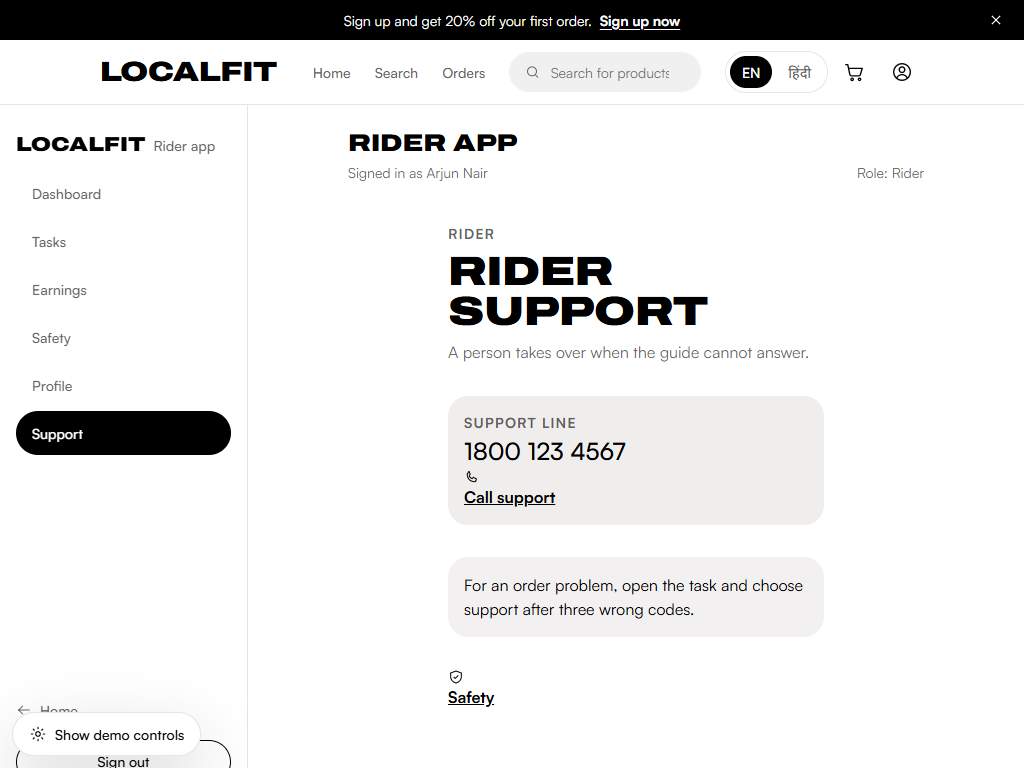 Sign up and get 20% off your first order. Sign up now
LOCALFIT
Home
Search
Orders
Search for products
EN
हिंदी
LOCALFIT Rider app
Dashboard
Tasks
Earnings
Safety
Profile
Support
Home
Show demo controls
Sign out
RIDER APP
Signed in as Arjun Nair
Role: Rider
RIDER
RIDER
SUPPORT
A person takes over when the guide cannot answer.
SUPPORT LINE
1800 123 4567
Call support
For an order problem, open the task and choose
support after three wrong codes.
Safety